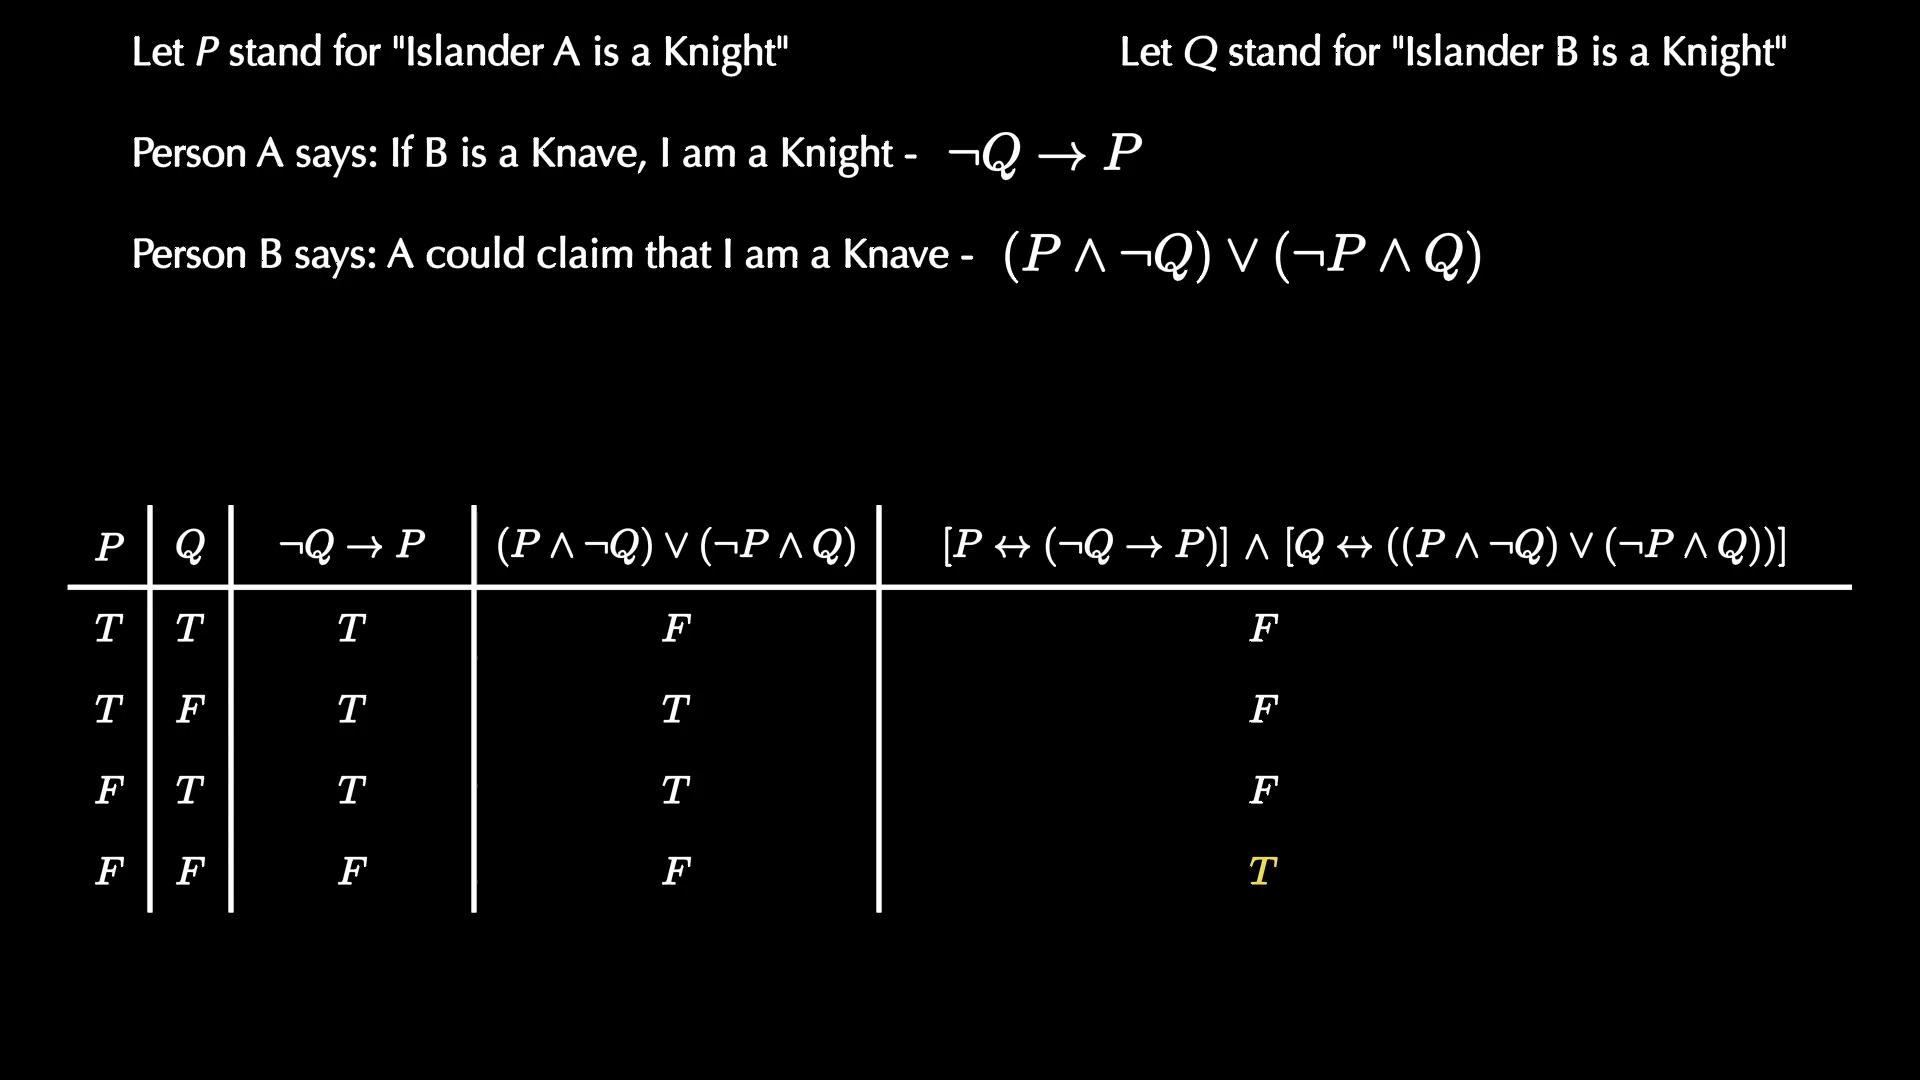 Let P stand for "Islander A is a Knight" Let Q stand for "Islander B is a Knight"
Person A says: If B is a Knave, I am a Knight - ¬Q → P
Person B says: A could claim that I am a Knave - (P ∧ ¬Q) ∨ (¬P ∧ Q)
P Q ¬Q → P (P ∧ ¬Q) ∨ (¬P ∧ Q) [P ↔ (¬Q → P)] ∧ [Q ↔ ((P ∧ ¬Q) ∨ (¬P ∧ Q))]
T T T F F
T F T T F
F T T T F
F F F F T